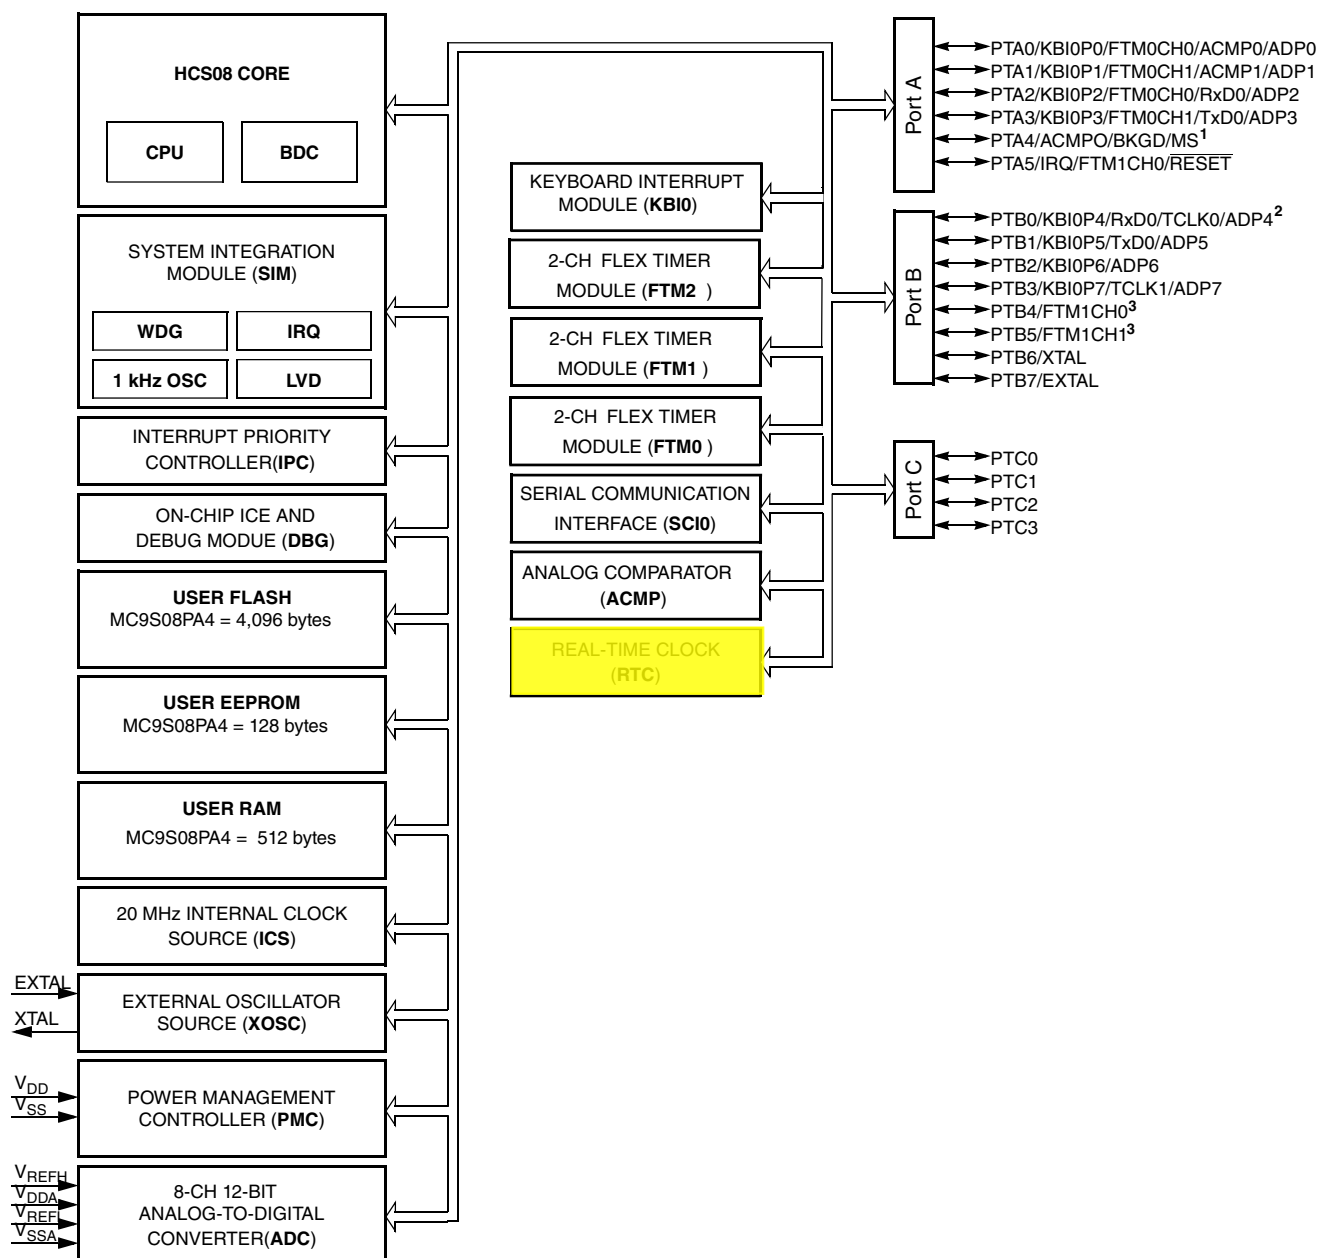 HCS08 CORE
CPU
BDC
SYSTEM INTEGRATION
MODULE (SIM)
WDG
IRQ
1 kHz OSC
LVD
INTERRUPT PRIORITY
CONTROLLER(IPC)
ON-CHIP ICE AND
DEBUG MODUE (DBG)
USER FLASH
MC9S08PA4 = 4,096 bytes
USER EEPROM
MC9S08PA4 = 128 bytes
USER RAM
MC9S08PA4 = 512 bytes
20 MHz INTERNAL CLOCK
SOURCE (ICS)
EXTAL
XTAL
EXTERNAL OSCILLATOR
SOURCE (XOSC)
VDD
VSS
POWER MANAGEMENT
CONTROLLER (PMC)
VREFH
VDDA
VREFL
VSSA
8-CH 12-BIT
ANALOG-TO-DIGITAL
CONVERTER(ADC)
KEYBOARD INTERRUPT
MODULE (KBI0)
2-CH FLEX TIMER
MODULE (FTM2 )
2-CH FLEX TIMER
MODULE (FTM1 )
2-CH FLEX TIMER
MODULE (FTM0 )
SERIAL COMMUNICATION
INTERFACE (SCI0)
ANALOG COMPARATOR
(ACMP)
REAL-TIME CLOCK
(RTC)
Port A
PTA0/KBI0P0/FTM0CH0/ACMP0/ADP0
PTA1/KBI0P1/FTM0CH1/ACMP1/ADP1
PTA2/KBI0P2/FTM0CH0/RxD0/ADP2
PTA3/KBI0P3/FTM0CH1/TxD0/ADP3
PTA4/ACMPO/BKGD/MS1
PTA5/IRQ/FTM1CH0/RESET
Port B
PTB0/KBI0P4/RxD0/TCLK0/ADP42
PTB1/KBI0P5/TxD0/ADP5
PTB2/KBI0P6/ADP6
PTB3/KBI0P7/TCLK1/ADP7
PTB4/FTM1CH03
PTB5/FTM1CH13
PTB6/XTAL
PTB7/EXTAL
Port C
PTC0
PTC1
PTC2
PTC3